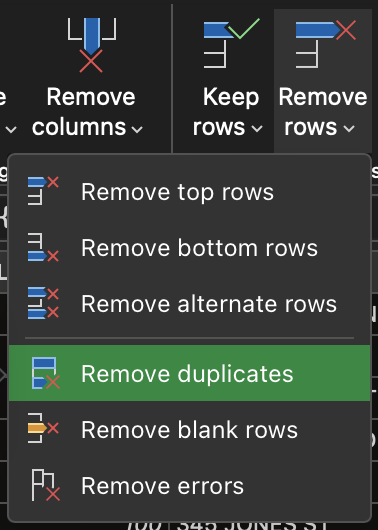 Remove
columns
Keep
rows
Remove
rows
Remove top rows
Remove bottom rows
Remove alternate rows
Remove duplicates
Remove blank rows
Remove errors
700 345 JONES ST